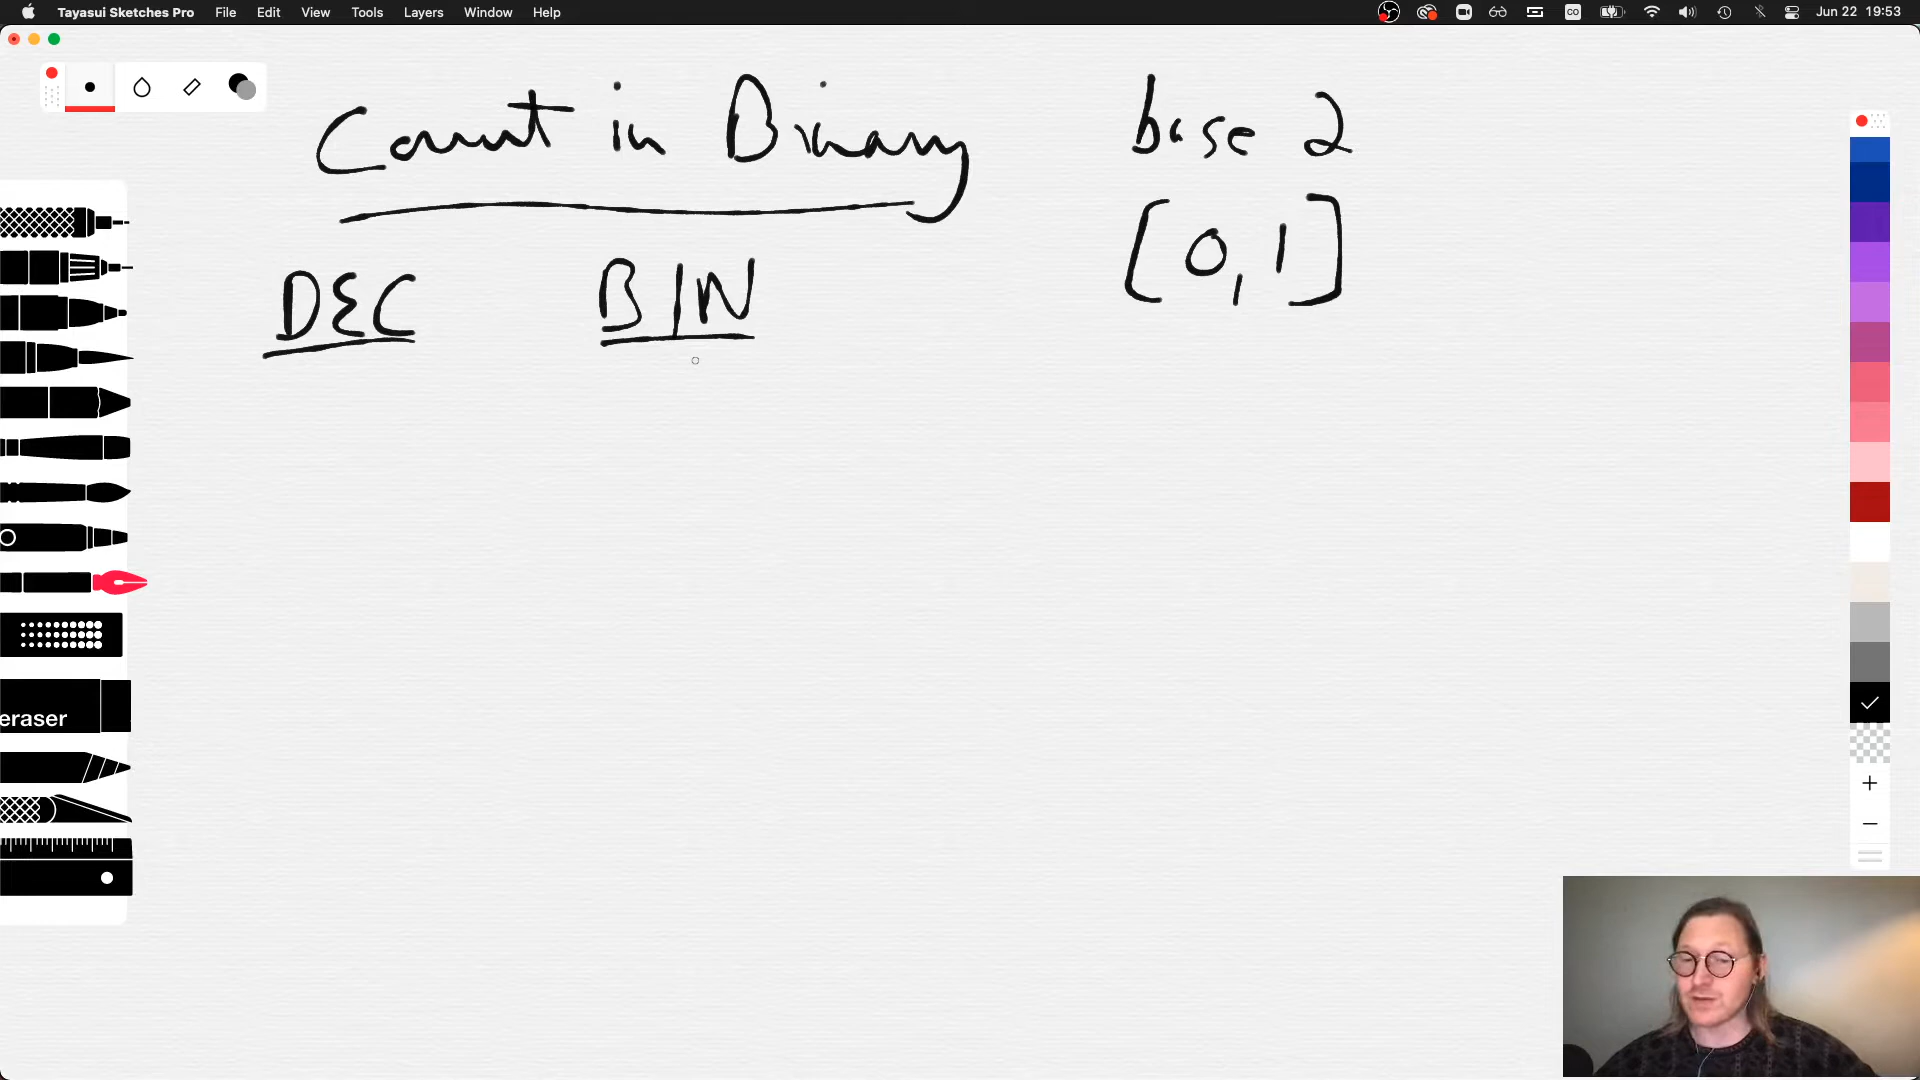 Tayasui Sketches Pro File Edit View Tools Layers Window Help Jun 22 19:53
Count in Binary
base 2
[0, 1]
DEC BIN
eraser